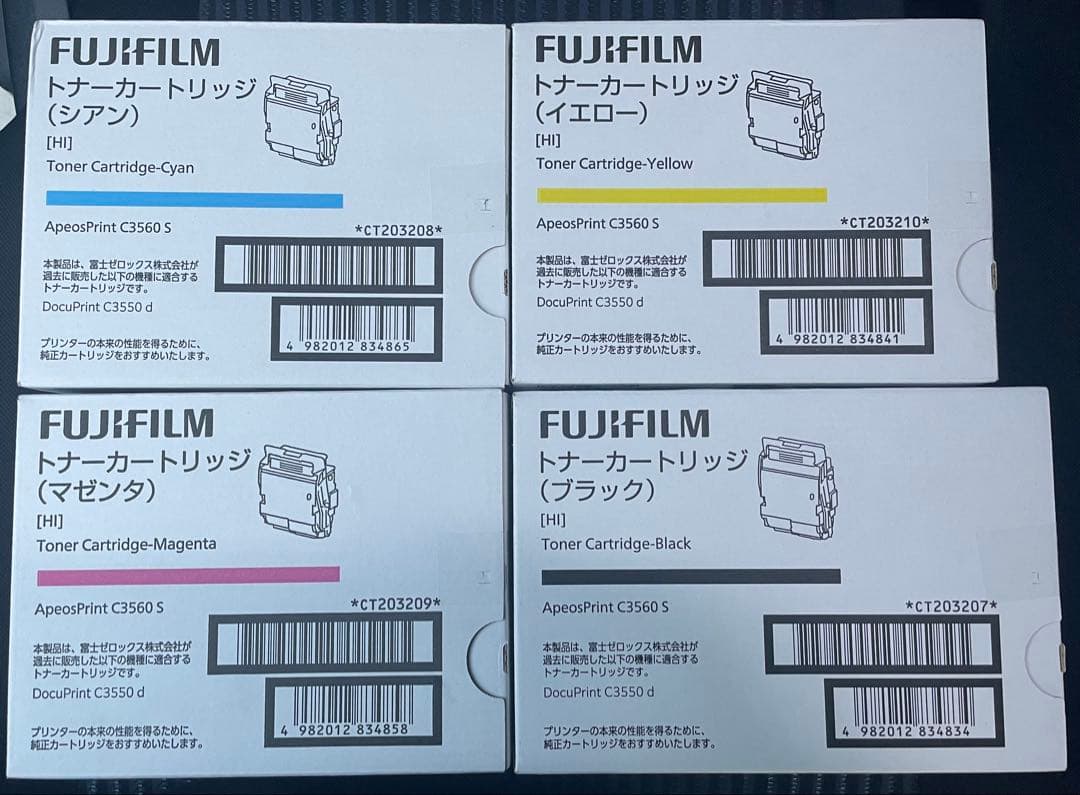 FUJIFILM
トナーカートリッジ
（シアン）
[HI]
Toner Cartridge-Cyan
ApeosPrint C3560 S
*CT203208*
本製品は、富士ゼロックス株式会社が
過去に販売した以下の機種に適合する
トナーカートリッジです。
DocuPrint C3550 d
4 982012 834865
プリンターの本来の性能を得るために、
純正カートリッジをおすすめいたします。
FUJIFILM
トナーカートリッジ
（イエロー）
[HI]
Toner Cartridge-Yellow
ApeosPrint C3560 S
*CT203210*
本製品は、富士ゼロックス株式会社が
過去に販売した以下の機種に適合する
トナーカートリッジです。
DocuPrint C3550 d
4 982012 834841
プリンターの本来の性能を得るために、
純正カートリッジをおすすめいたします。
FUJIFILM
トナーカートリッジ
（マゼンタ）
[HI]
Toner Cartridge-Magenta
ApeosPrint C3560 S
*CT203209*
本製品は、富士ゼロックス株式会社が
過去に販売した以下の機種に適合する
トナーカートリッジです。
DocuPrint C3550 d
4 982012 834858
プリンターの本来の性能を得るために、
純正カートリッジをおすすめいたします。
FUJIFILM
トナーカートリッジ
（ブラック）
[HI]
Toner Cartridge-Black
ApeosPrint C3560 S
*CT203207*
本製品は、富士ゼロックス株式会社が
過去に販売した以下の機種に適合する
トナーカートリッジです。
DocuPrint C3550 d
4 982012 834834
プリンターの本来の性能を得るために、
純正カートリッジをおすすめいたします。